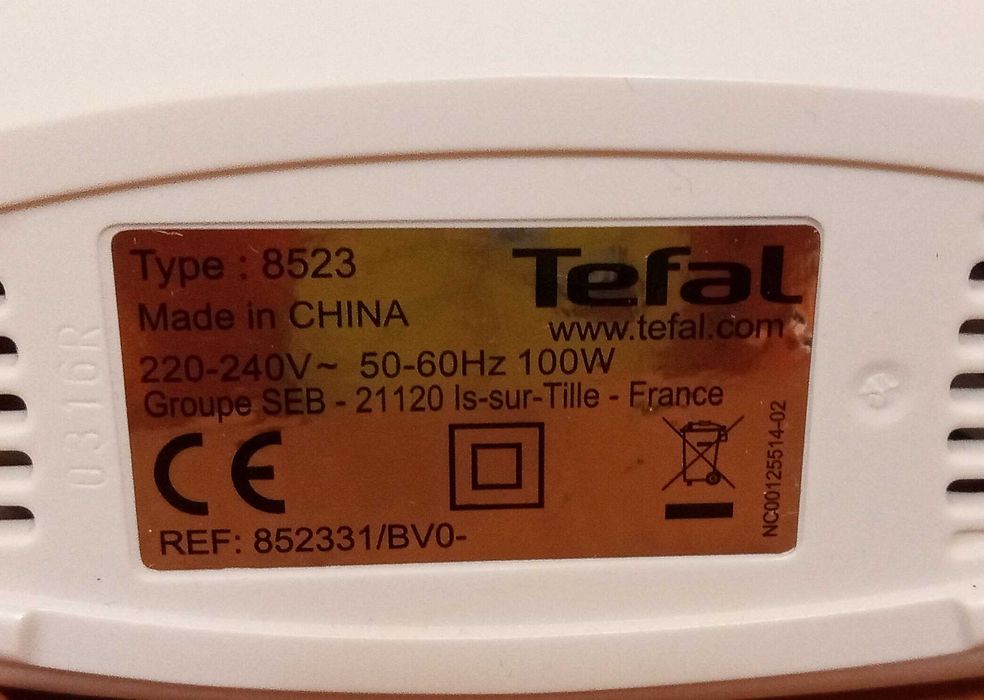 Type : 8523
Tefal
Made in CHINA
www.tefal.com
220-240V~ 50-60Hz 100W
Groupe SEB - 21120 Is-sur-Tille - France
CE
REF: 852331/BV0-
NC00125514-02
0316R